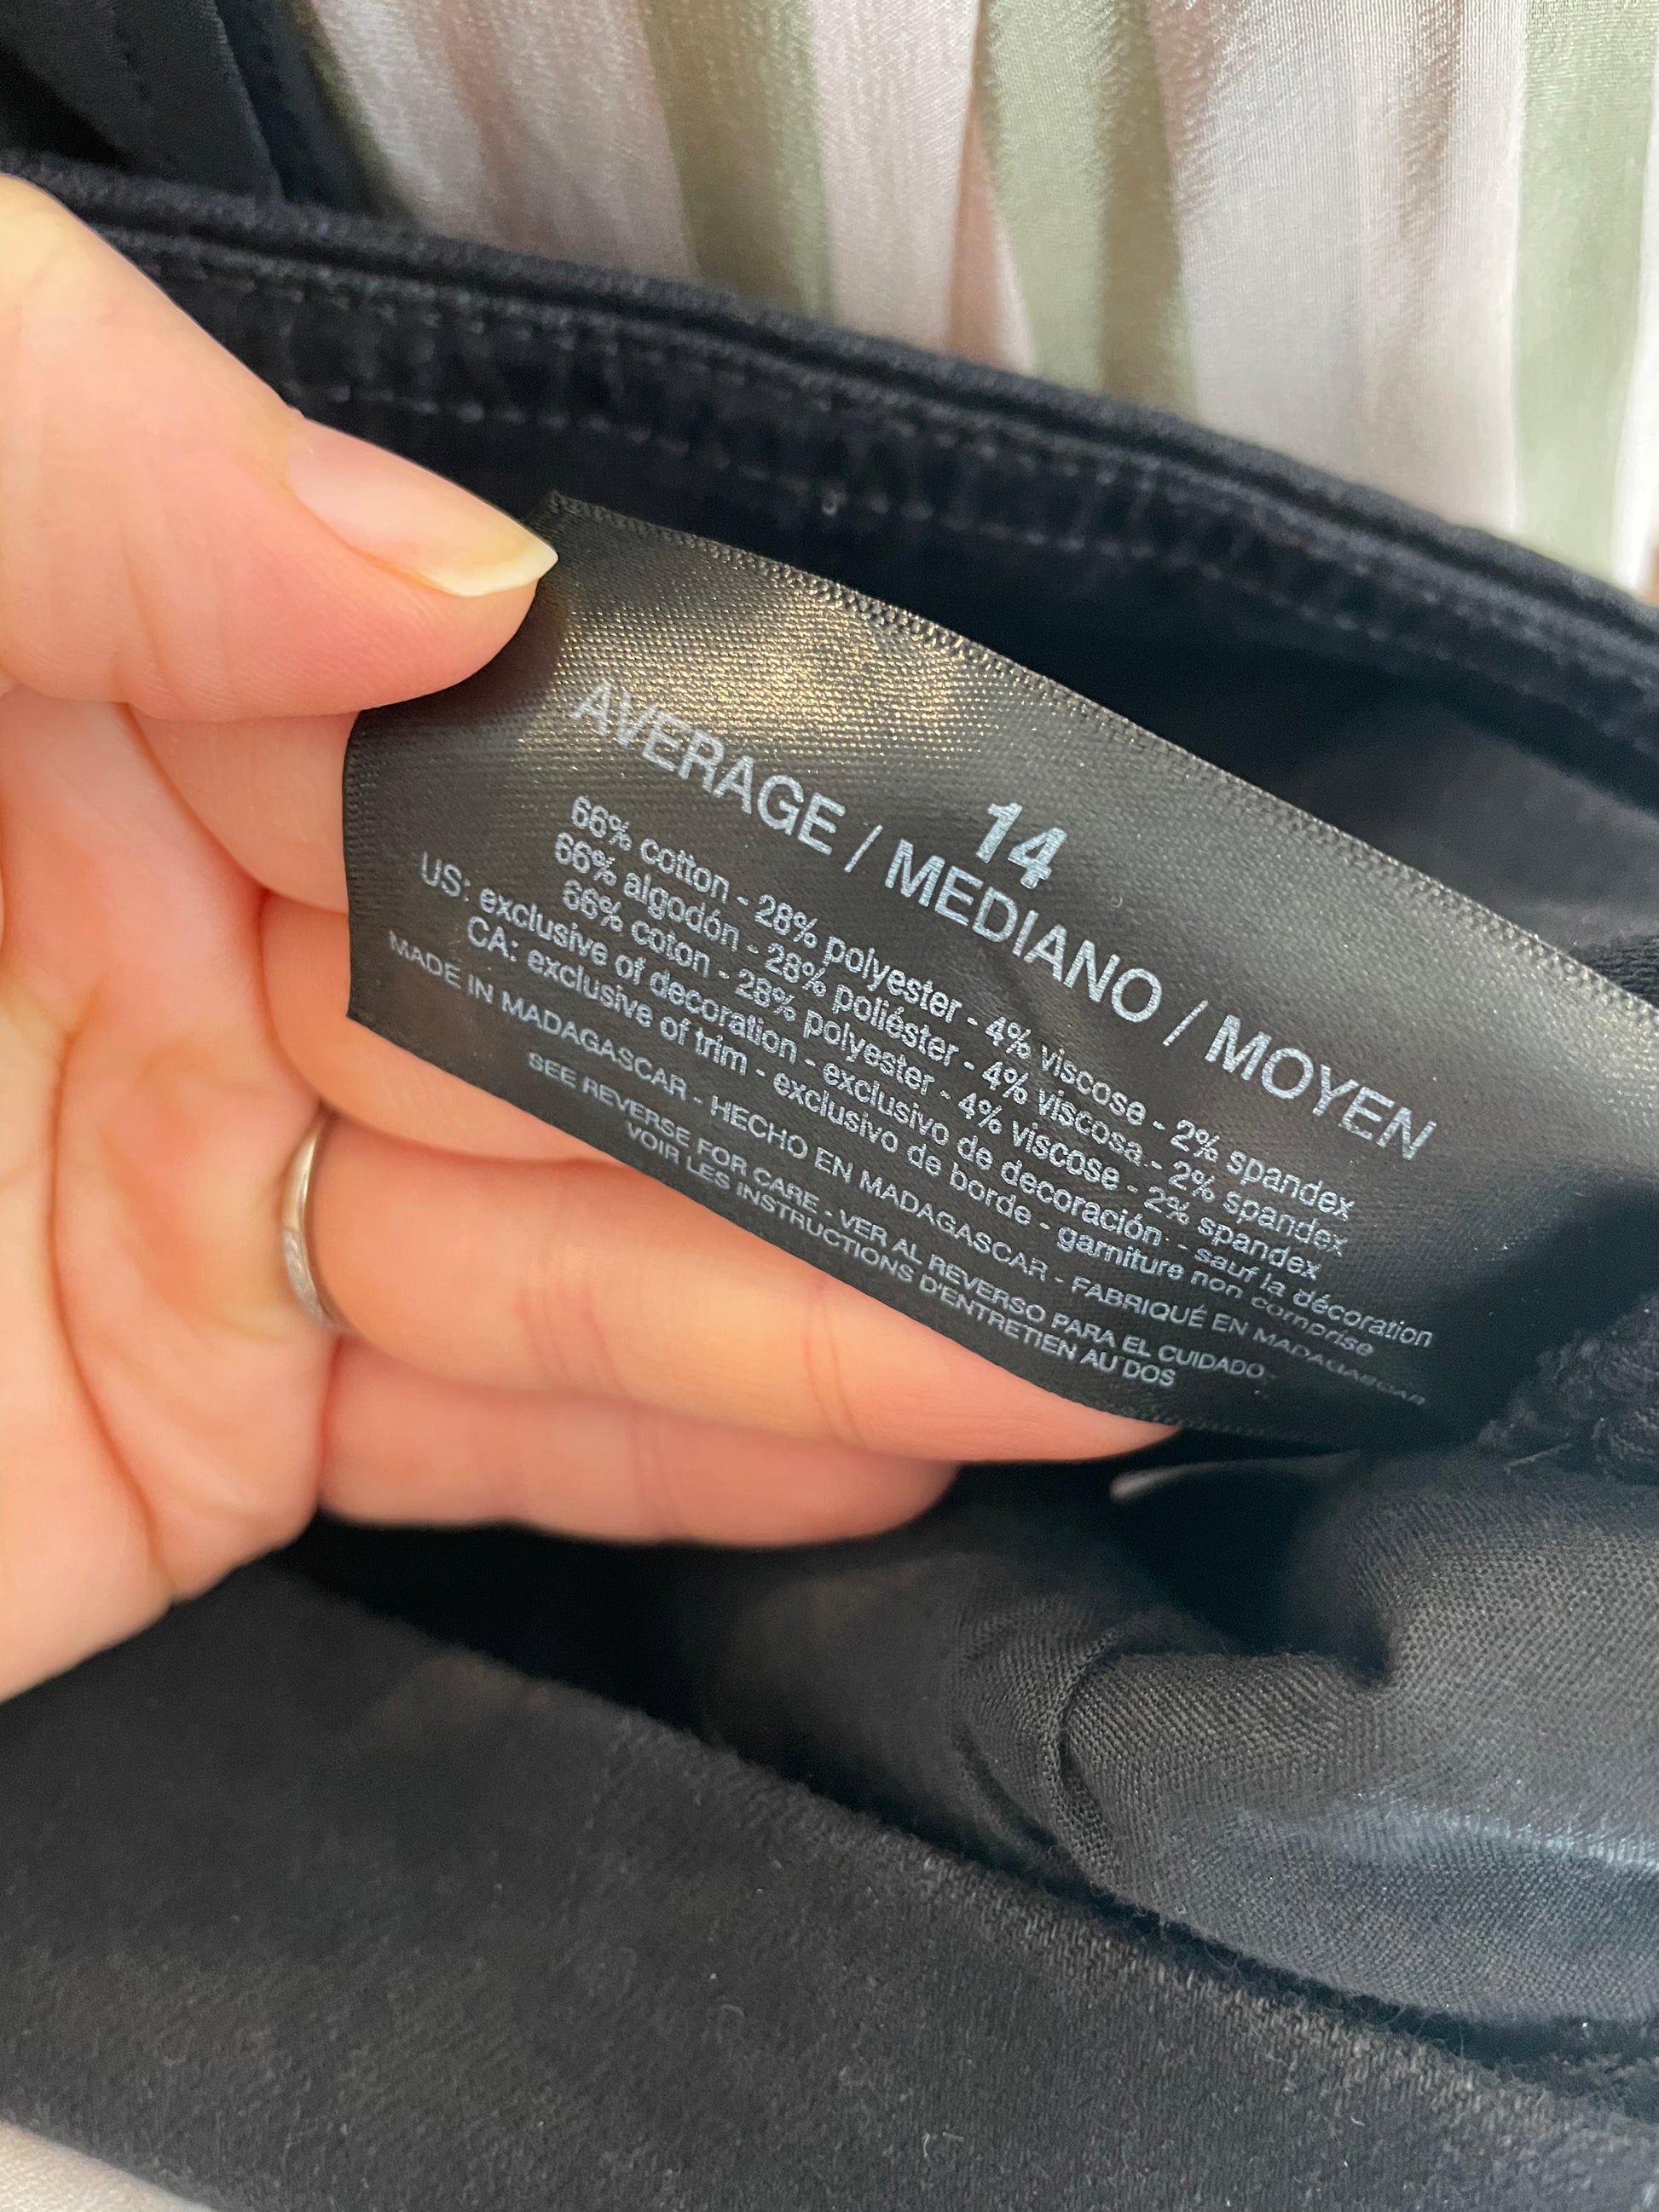 14
AVERAGE / MEDIANO / MOYEN
66% cotton - 28% polyester - 4% viscose - 2% spandex
66% algodón - 28% poliéster - 4% viscosa - 2% spandex
66% coton - 28% polyester - 4% viscose - 2% spandex
US: exclusive of decoration - exclusivo de decoración - sauf la décoration
CA: exclusive of trim - exclusivo de borde - garniture non comprise
MADE IN MADAGASCAR - HECHO EN MADAGASCAR - FABRIQUÉ EN MADAGASCAR
SEE REVERSE FOR CARE - VER AL REVERSO PARA EL CUIDADO
VOIR LES INSTRUCTIONS D'ENTRETIEN AU DOS